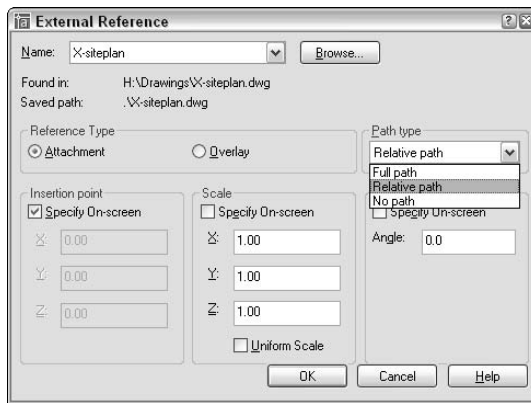 External Reference
Name: X-siteplan Browse...
Found in: H:\Drawings\X-siteplan.dwg
Saved path: .\X-siteplan.dwg
Reference Type
Attachment Overlay
Path type
Relative path
Full path
Relative path
No path
Insertion point
Specify On-screen
X: 0.00
Y: 0.00
Z: 0.00
Scale
Specify On-screen
X: 1.00
Y: 1.00
Z: 1.00
Uniform Scale
Specify On-screen
Angle: 0.0
OK Cancel Help